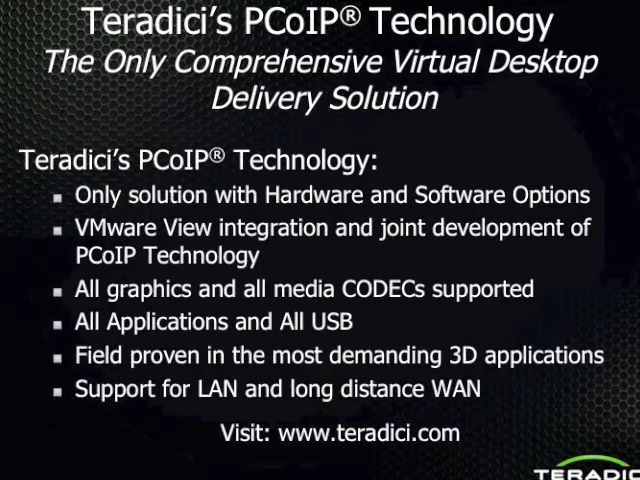 Teradici's PCoIP® Technology
The Only Comprehensive Virtual Desktop
Delivery Solution
Teradici's PCoIP® Technology:
▪ Only solution with Hardware and Software Options
▪ VMware View integration and joint development of
PCoIP Technology
▪ All graphics and all media CODECs supported
▪ All Applications and All USB
▪ Field proven in the most demanding 3D applications
▪ Support for LAN and long distance WAN
Visit: www.teradici.com
TERADIC